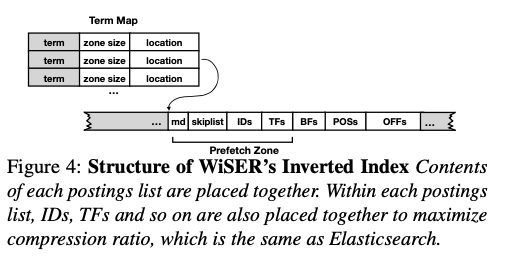 Term Map
term zone size location
term zone size location
term zone size location
...
... md skiplist IDs TFs BFs POSs OFFs ...
Prefetch Zone
Figure 4: Structure of WiSER's Inverted Index Contents
of each postings list are placed together. Within each postings
list, IDs, TFs and so on are also placed together to maximize
compression ratio, which is the same as Elasticsearch.